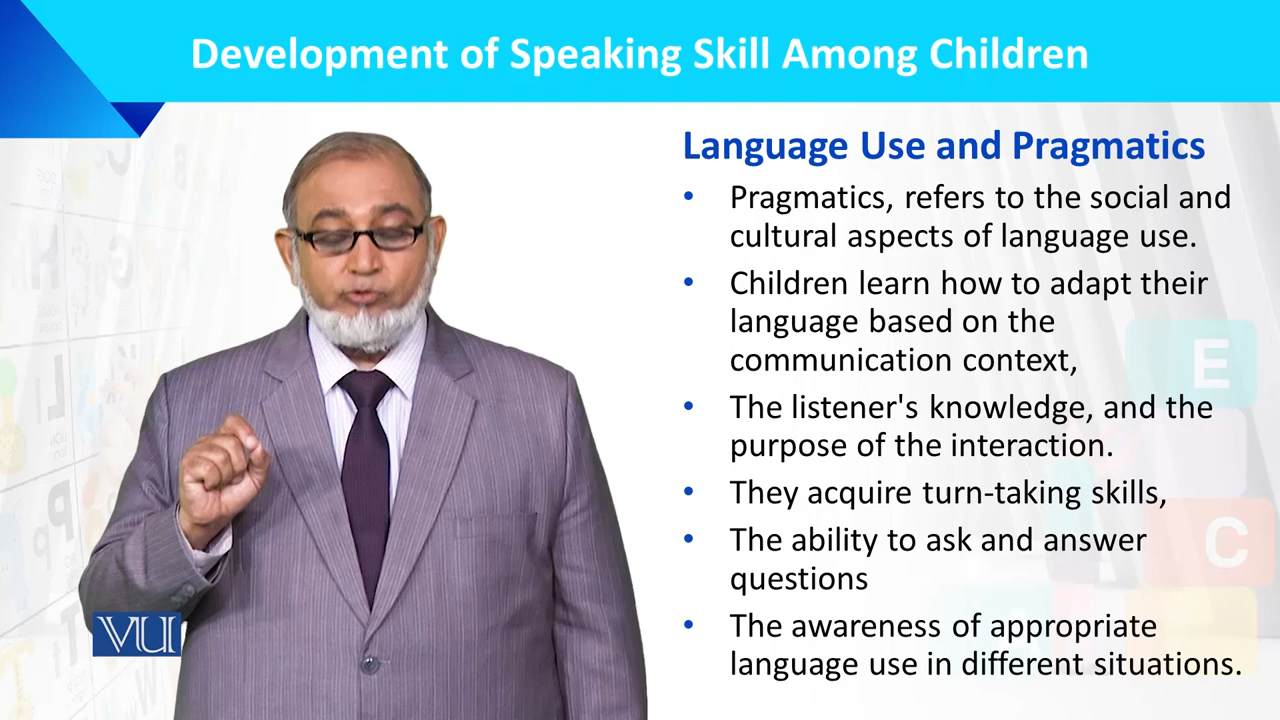 Development of Speaking Skill Among Children
Language Use and Pragmatics
• Pragmatics, refers to the social and
cultural aspects of language use.
• Children learn how to adapt their
language based on the
communication context,
• The listener's knowledge, and the
purpose of the interaction.
• They acquire turn-taking skills,
• The ability to ask and answer
questions
• The awareness of appropriate
language use in different situations.
VU
E
C